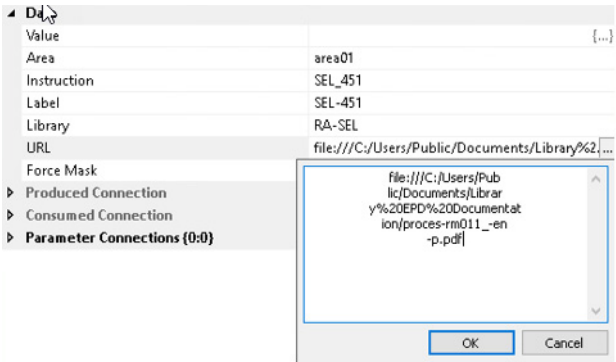 Data
Value {...}
Area area01
Instruction SEL_451
Label SEL-451
Library RA-SEL
URL file:///C:/Users/Public/Documents/Library%2. ...
Force Mask
Produced Connection
Consumed Connection
Parameter Connections {0:0}
file:///C:/Users/Pub
lic/Documents/Librar
y%20EPD%20Documentat
ion/proces-rm011_-en
-p.pdf
OK Cancel